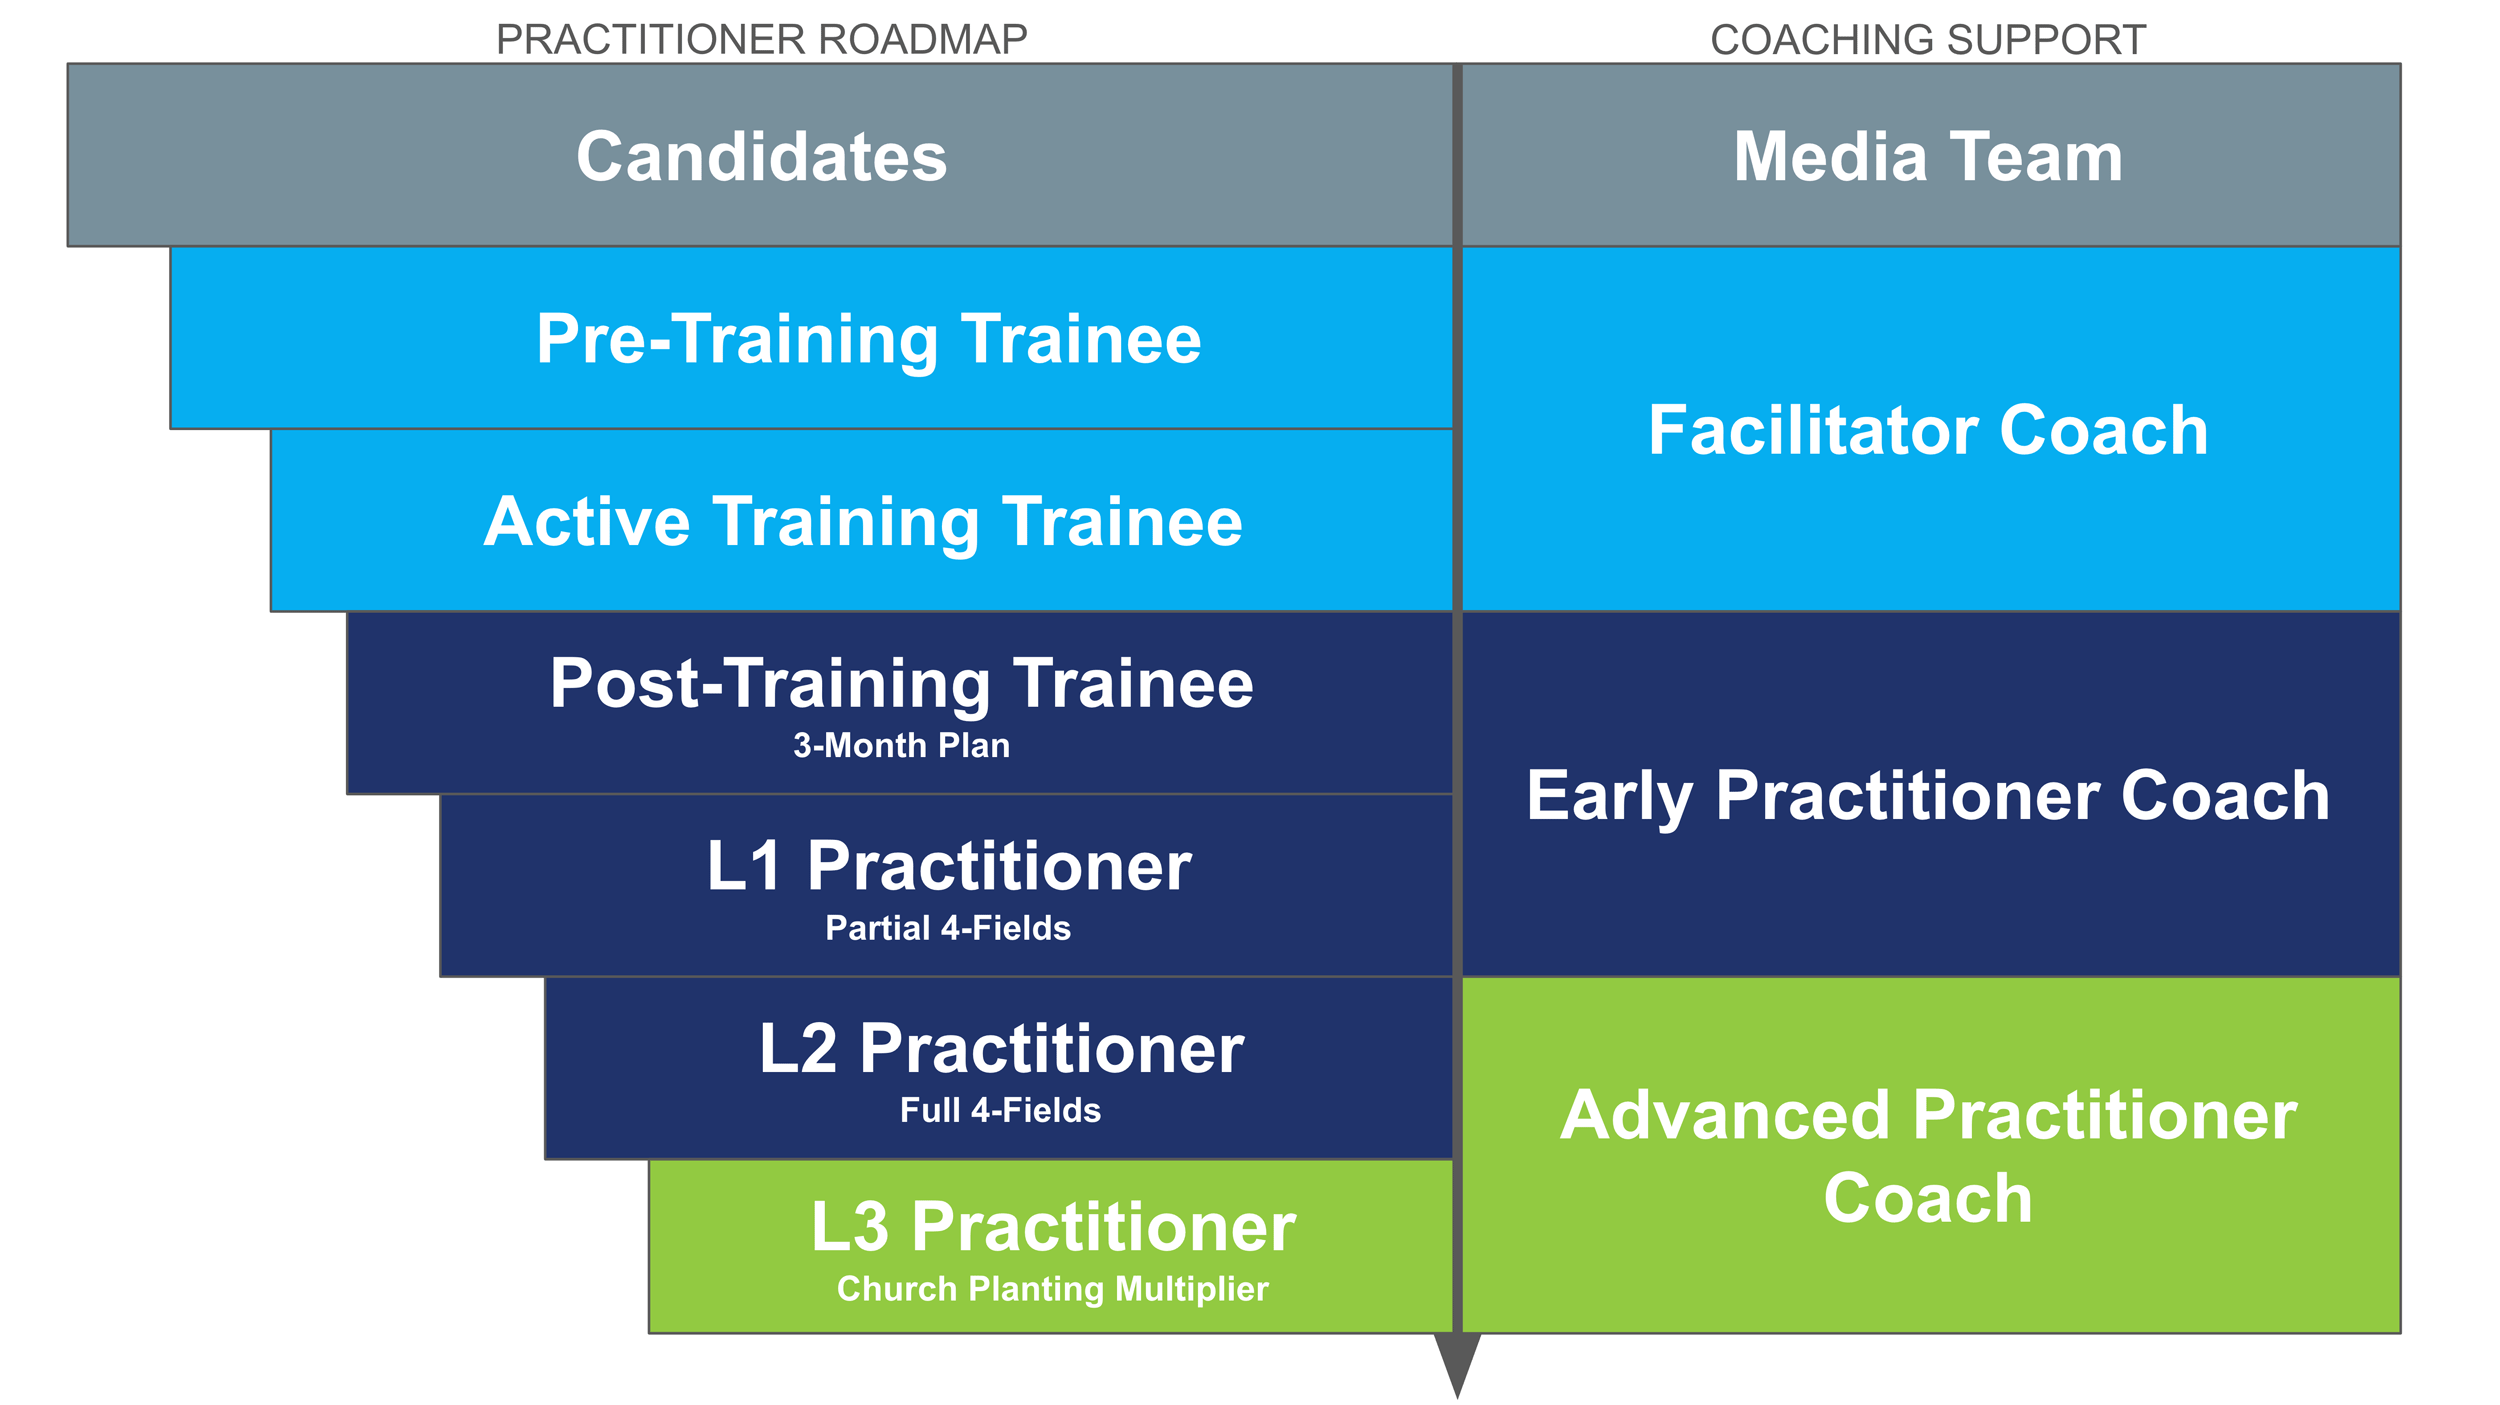 PRACTITIONER ROADMAP
COACHING SUPPORT
Candidates
Media Team
Pre-Training Trainee
Facilitator Coach
Active Training Trainee
Post-Training Trainee
3-Month Plan
Early Practitioner Coach
L1 Practitioner
Partial 4-Fields
L2 Practitioner
Full 4-Fields
Advanced Practitioner
Coach
L3 Practitioner
Church Planting Multiplier